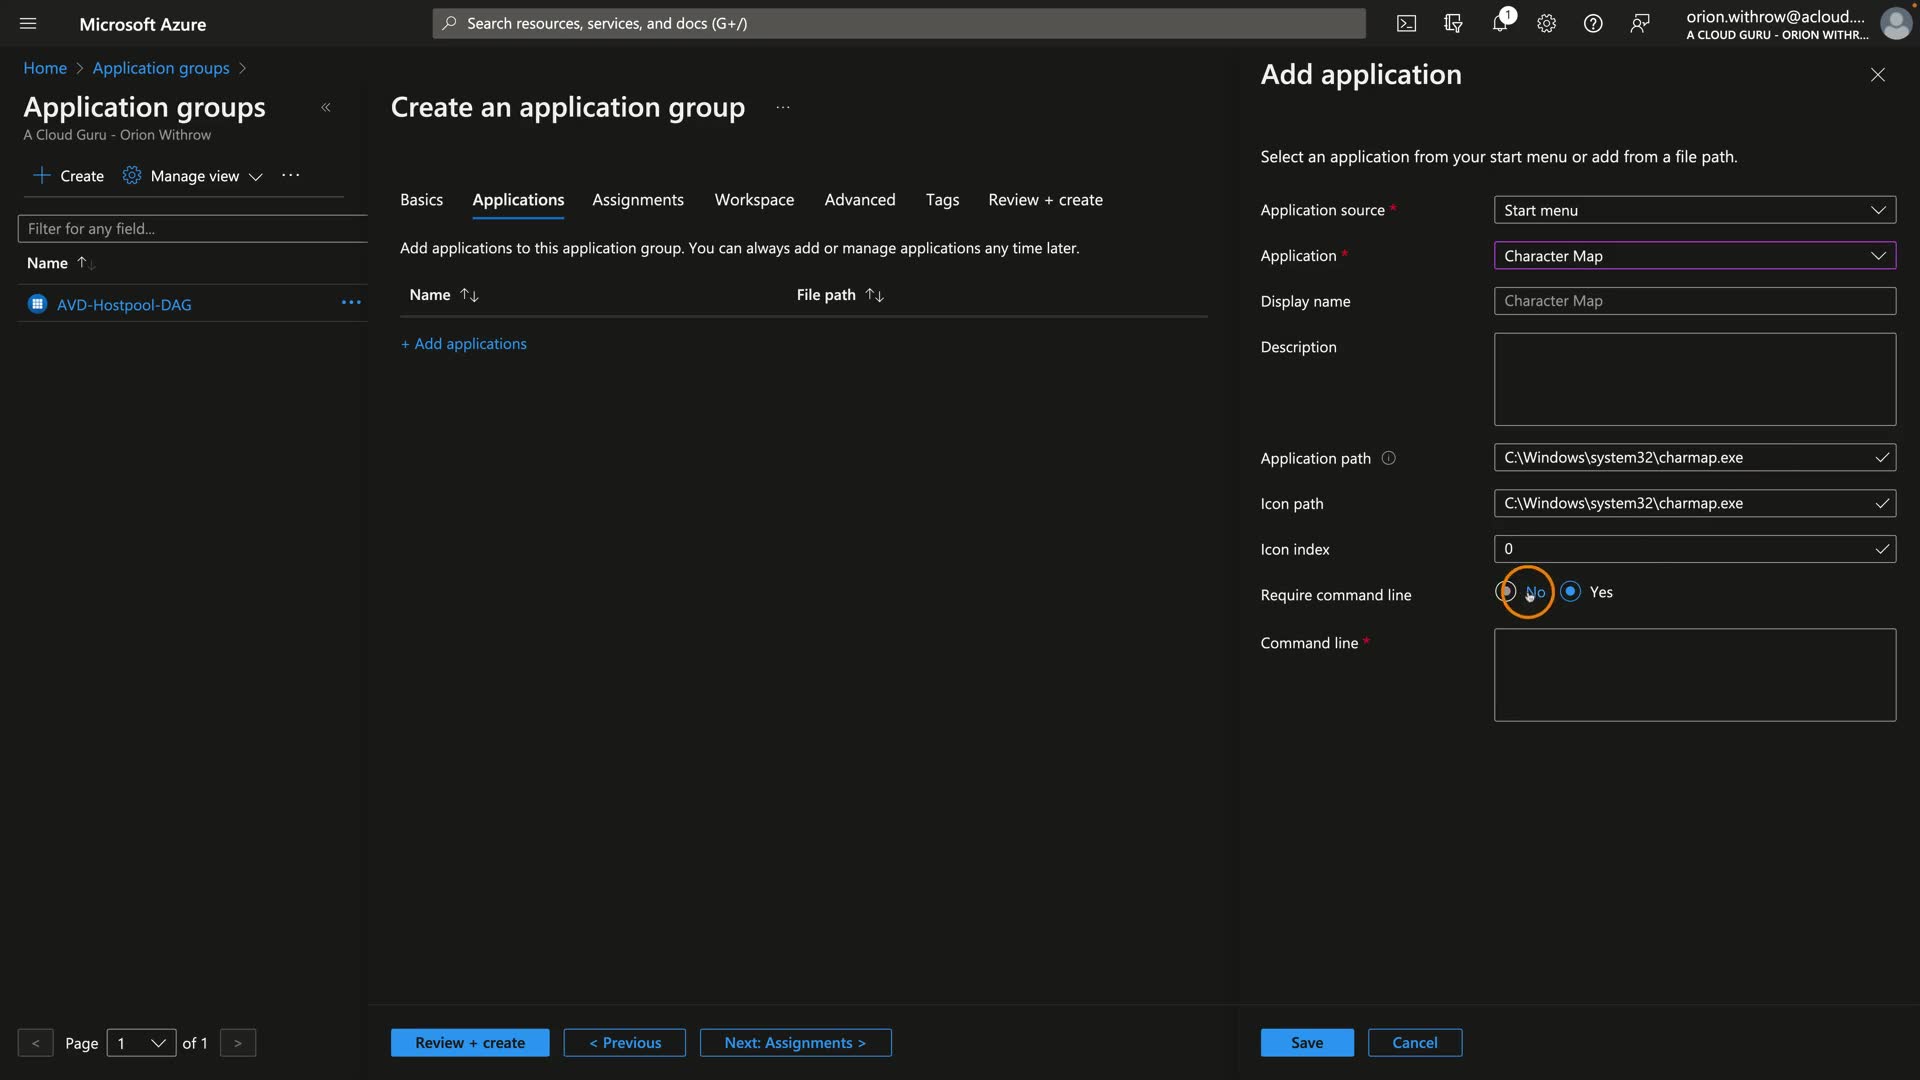 Microsoft Azure
Search resources, services, and docs (G+/)
1
orion.withrow@acloud....
A CLOUD GURU - ORION WITHR...
Home > Application groups >
Application groups
«
A Cloud Guru - Orion Withrow
+ Create
Manage view
...
Filter for any field...
Name
AVD-Hostpool-DAG
...
< Page 1 of 1 >
Create an application group
...
Basics
Applications
Assignments
Workspace
Advanced
Tags
Review + create
Add applications to this application group. You can always add or manage applications any time later.
Name
File path
+ Add applications
Review + create
< Previous
Next: Assignments >
Add application
Select an application from your start menu or add from a file path.
Application source *
Start menu
Application *
Character Map
Display name
Character Map
Description
Application path
C:\Windows\system32\charmap.exe
Icon path
C:\Windows\system32\charmap.exe
Icon index
0
Require command line
No
Yes
Command line *
Save
Cancel